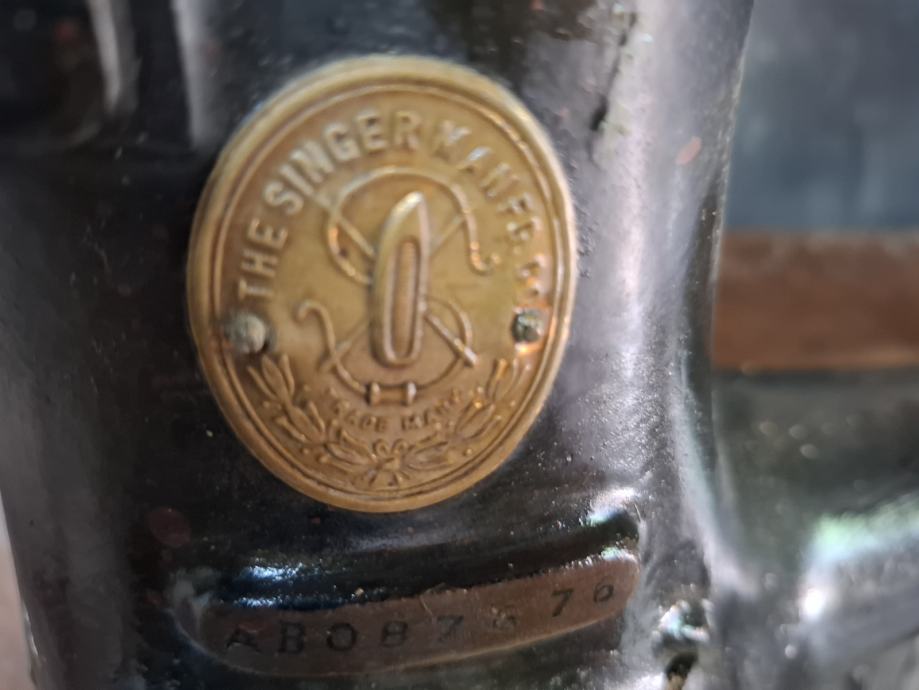 THE SINGER MANFG. CO.
TRADE MARK